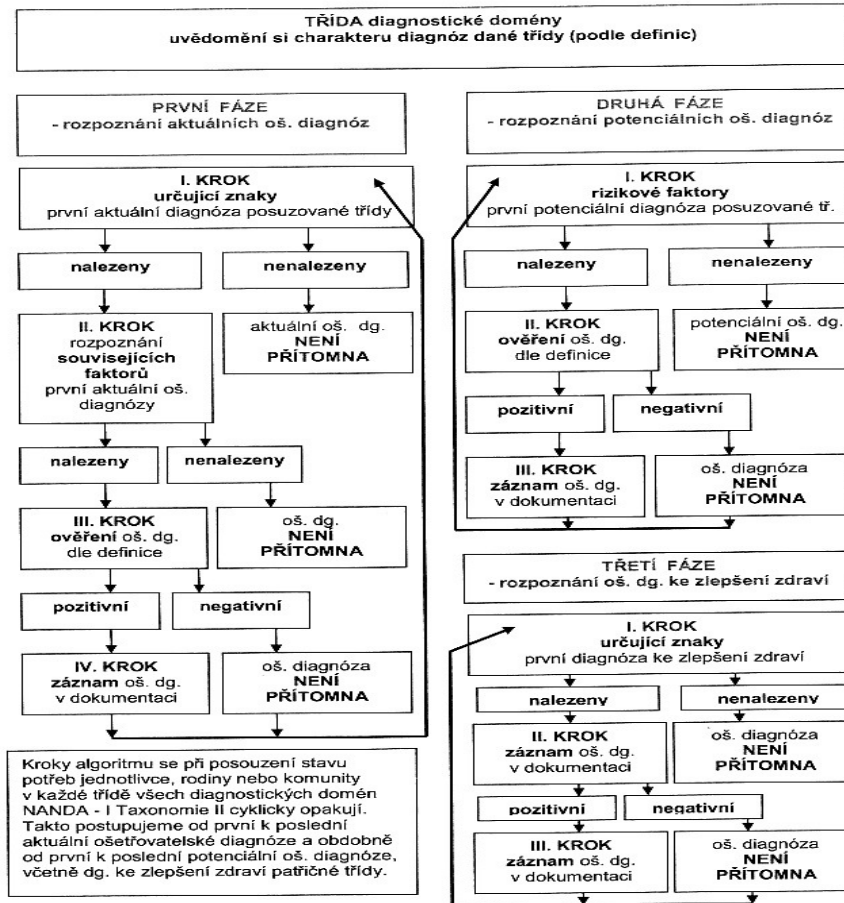 TŘÍDA diagnostické domény
uvědomění si charakteru diagnóz dané třídy (podle definic)
PRVNÍ FÁZE
- rozpoznání aktuálních oš. diagnóz
I. KROK
určující znaky
první aktuální diagnóza posuzované třídy
nalezeny
nenalezeny
II. KROK
rozpoznání
souvisejících
faktorů
první aktuální oš.
diagnózy
aktuální oš. dg.
NENÍ
PŘÍTOMNA
nalezeny
nenalezeny
III. KROK
ověření oš. dg.
dle definice
oš. dg.
NENÍ
PŘÍTOMNA
pozitivní
negativní
IV. KROK
záznam oš. dg.
v dokumentaci
oš. diagnóza
NENÍ
PŘÍTOMNA
Kroky algoritmu se při posouzení stavu
potřeb jednotlivce, rodiny nebo komunity
v každé třídě všech diagnostických domén
NANDA - I Taxonomie II cyklicky opakují.
Takto postupujeme od první k poslední
aktuální ošetřovatelské diagnóze a obdobně
od první k poslední potenciální oš. diagnóze,
včetně dg. ke zlepšení zdraví patřičné třídy.
DRUHÁ FÁZE
- rozpoznání potenciálních oš. diagnóz
I. KROK
rizikové faktory
první potenciální diagnóza posuzované tř.
nalezeny
nenalezeny
II. KROK
ověření oš. dg.
dle definice
potenciální oš. dg.
NENÍ
PŘÍTOMNA
pozitivní
negativní
III. KROK
záznam oš. dg.
v dokumentaci
oš. diagnóza
NENÍ
PŘÍTOMNA
TŘETÍ FÁZE
- rozpoznání oš. dg. ke zlepšení zdraví
I. KROK
určující znaky
první diagnóza ke zlepšení zdraví
nalezeny
nenalezeny
II. KROK
záznam oš. dg.
v dokumentaci
oš. diagnóza
NENÍ
PŘÍTOMNA
pozitivní
negativní
III. KROK
záznam oš. dg.
v dokumentaci
oš. diagnóza
NENÍ
PŘÍTOMNA